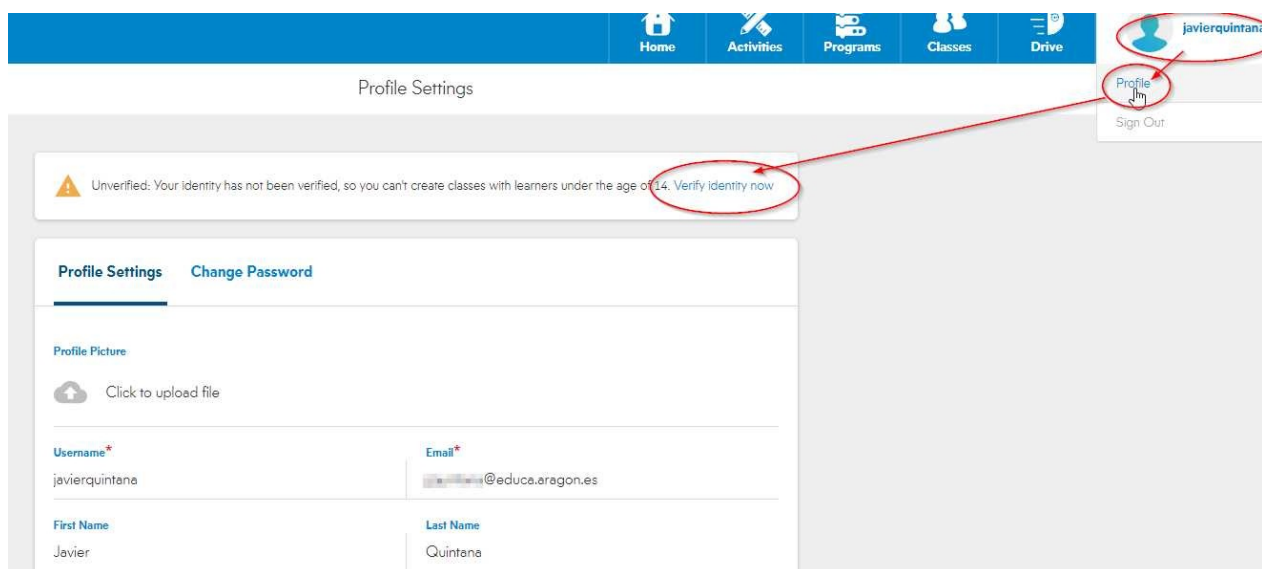 Home Activities Programs Classes Drive javierquintana
Profile Settings
Profile
Sign Out
Unverified: Your identity has not been verified, so you can't create classes with learners under the age of 14. Verify identity now
Profile Settings Change Password
Profile Picture
Click to upload file
Username* Email*
javierquintana @educa.aragon.es
First Name Last Name
Javier Quintana